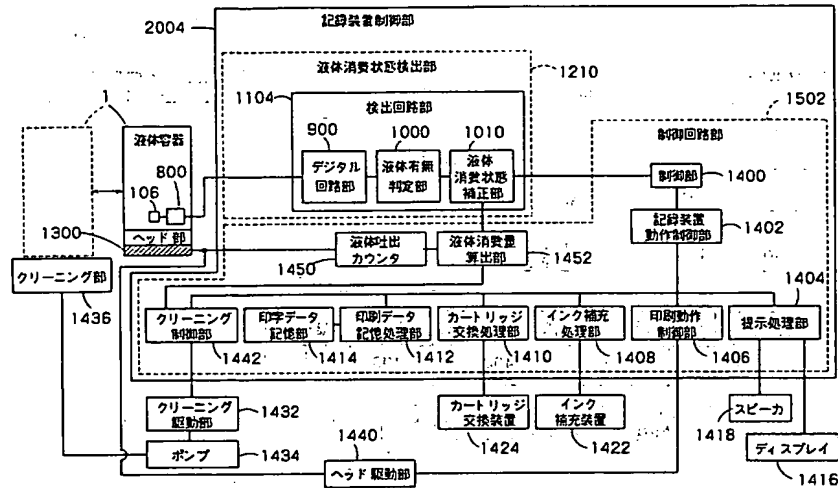 2004
記録装置制御部
液体消費状態検出部
1210
1502
1104
検出回路部
制御回路部
1
液体容器
900
1000
1010
800
デジタル
回路部
液体有無
判定部
液体
消費状態
補正部
制御部
1400
106
記録装置
動作制御部
1402
1300
ヘッド部
液体吐出
カウンタ
1450
液体消費量
算出部
1452
クリーニング部
1436
1404
クリーニング
制御部
1442
印字データ
記憶部
1414
印刷データ
記憶処理部
1412
カートリッジ
交換処理部
1410
インク補充
処理部
1408
印刷動作
制御部
1406
提示処理部
クリーニング
駆動部
1432
カートリッジ
交換装置
1424
インク
補充装置
1422
スピーカ
1418
ポンプ
1434
1440
ヘッド駆動部
ディスプレイ
1416